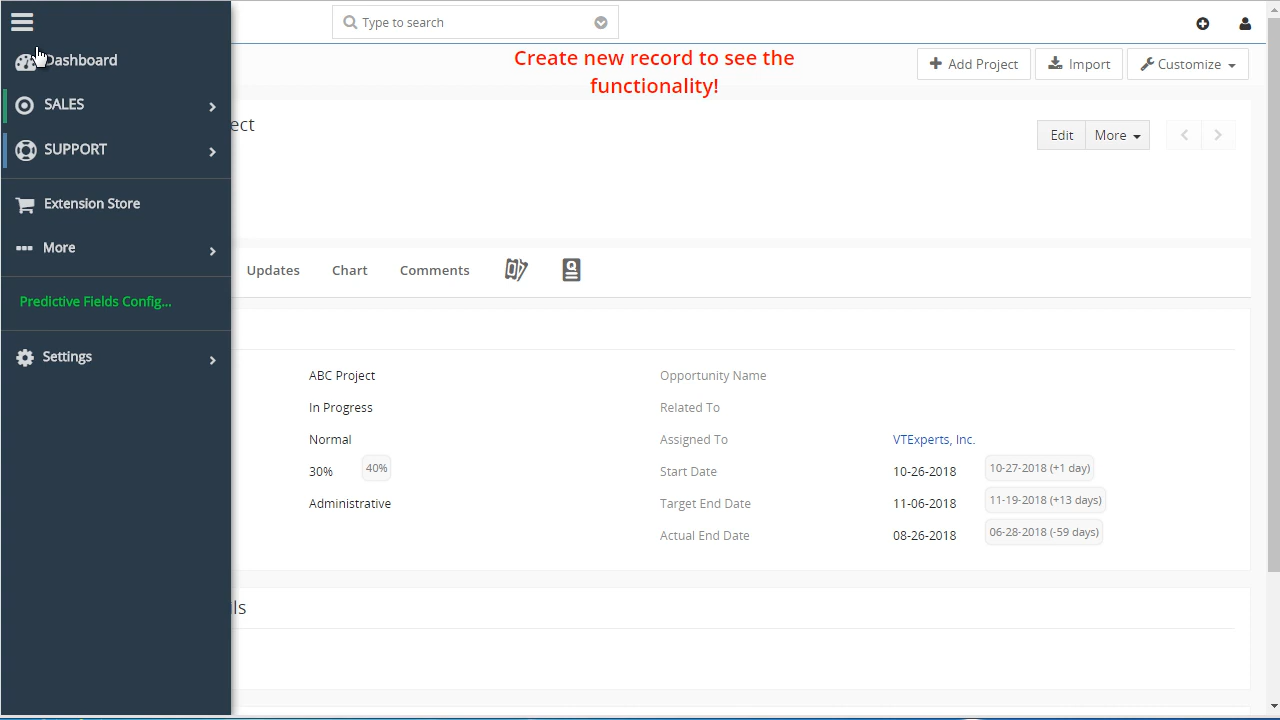 Type to search
Dashboard
SALES
SUPPORT
Extension Store
More
Predictive Fields Config...
Settings
Create new record to see the
functionality!
Add Project
Import
Customize
ect
Edit
More
Updates
Chart
Comments
ABC Project
Opportunity Name
In Progress
Related To
Normal
Assigned To
VTExperts, Inc.
30%
40%
Start Date
10-26-2018
10-27-2018 (+1 day)
Administrative
Target End Date
11-06-2018
11-19-2018 (+13 days)
Actual End Date
08-26-2018
06-28-2018 (-59 days)
ls